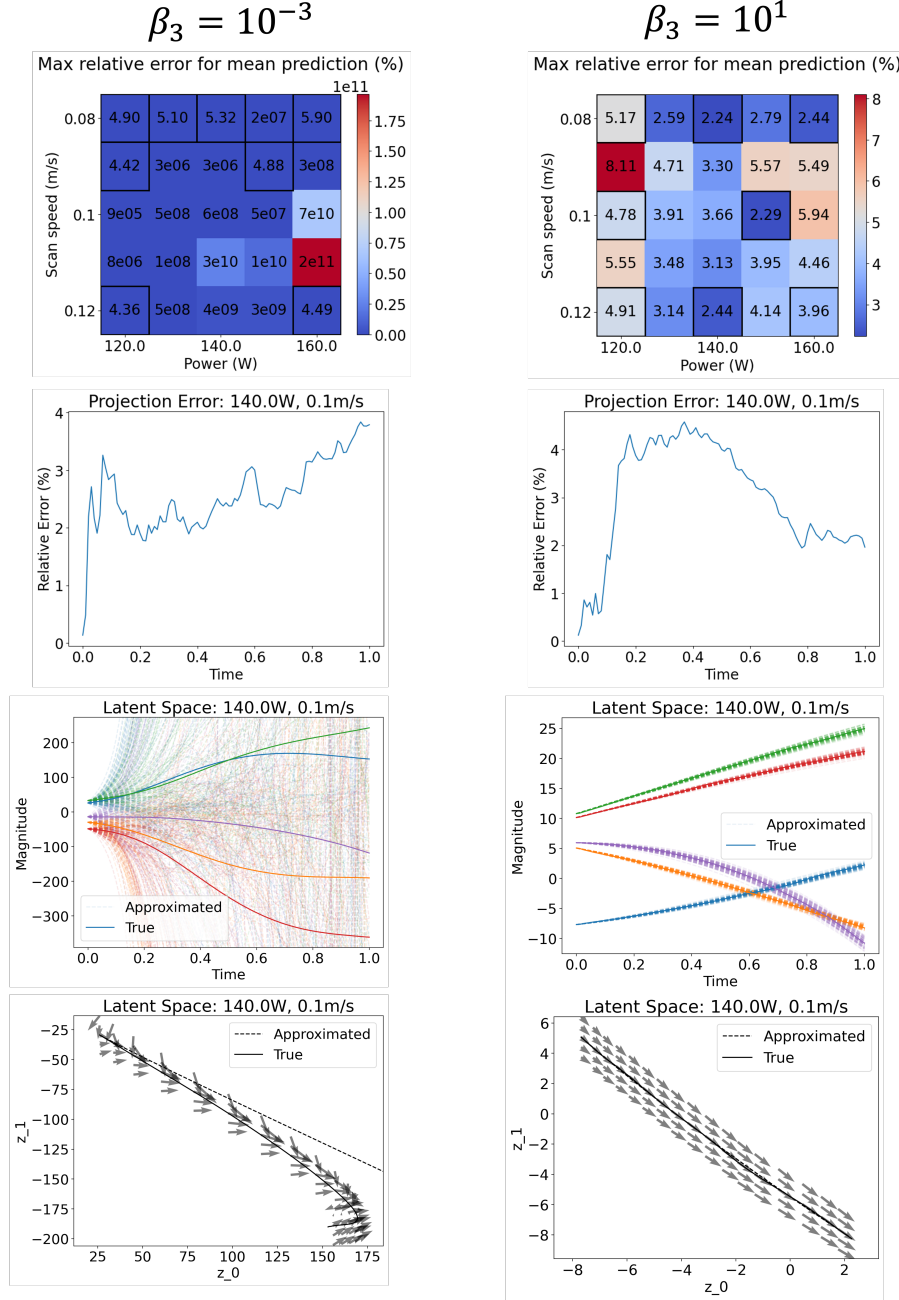 β₃ = 10⁻³
Max relative error for mean prediction (%)
1e11
0.08 4.90 5.10 5.32 2e07 5.90
4.42 3e06 3e06 4.88 3e08
0.1 9e05 5e08 6e08 5e07 7e10
8e06 1e08 3e10 1e10 2e11
0.12 4.36 5e08 4e09 3e09 4.49
120.0 140.0 160.0
Power (W)
Scan speed (m/s)
1.75
1.50
1.25
1.00
0.75
0.50
0.25
0.00
β₃ = 10¹
Max relative error for mean prediction (%)
0.08 5.17 2.59 2.24 2.79 2.44
8.11 4.71 3.30 5.57 5.49
0.1 4.78 3.91 3.66 2.29 5.94
5.55 3.48 3.13 3.95 4.46
0.12 4.91 3.14 2.44 4.14 3.96
120.0 140.0 160.0
Power (W)
Scan speed (m/s)
8
7
6
5
4
3
Projection Error: 140.0W, 0.1m/s
4
3
2
1
0
Relative Error (%)
0.0 0.2 0.4 0.6 0.8 1.0
Time
Projection Error: 140.0W, 0.1m/s
4
3
2
1
0
Relative Error (%)
0.0 0.2 0.4 0.6 0.8 1.0
Time
Latent Space: 140.0W, 0.1m/s
200
100
0
−100
−200
−300
Magnitude
Approximated
True
0.0 0.2 0.4 0.6 0.8 1.0
Time
Latent Space: 140.0W, 0.1m/s
25
20
15
10
5
0
−5
−10
Magnitude
Approximated
True
0.0 0.2 0.4 0.6 0.8 1.0
Time
Latent Space: 140.0W, 0.1m/s
−25
−50
−75
−100
−125
−150
−175
−200
z_1
Approximated
True
25 50 75 100 125 150 175
z_0
Latent Space: 140.0W, 0.1m/s
6
4
2
0
−2
−4
−6
−8
z_1
Approximated
True
−8 −6 −4 −2 0 2
z_0